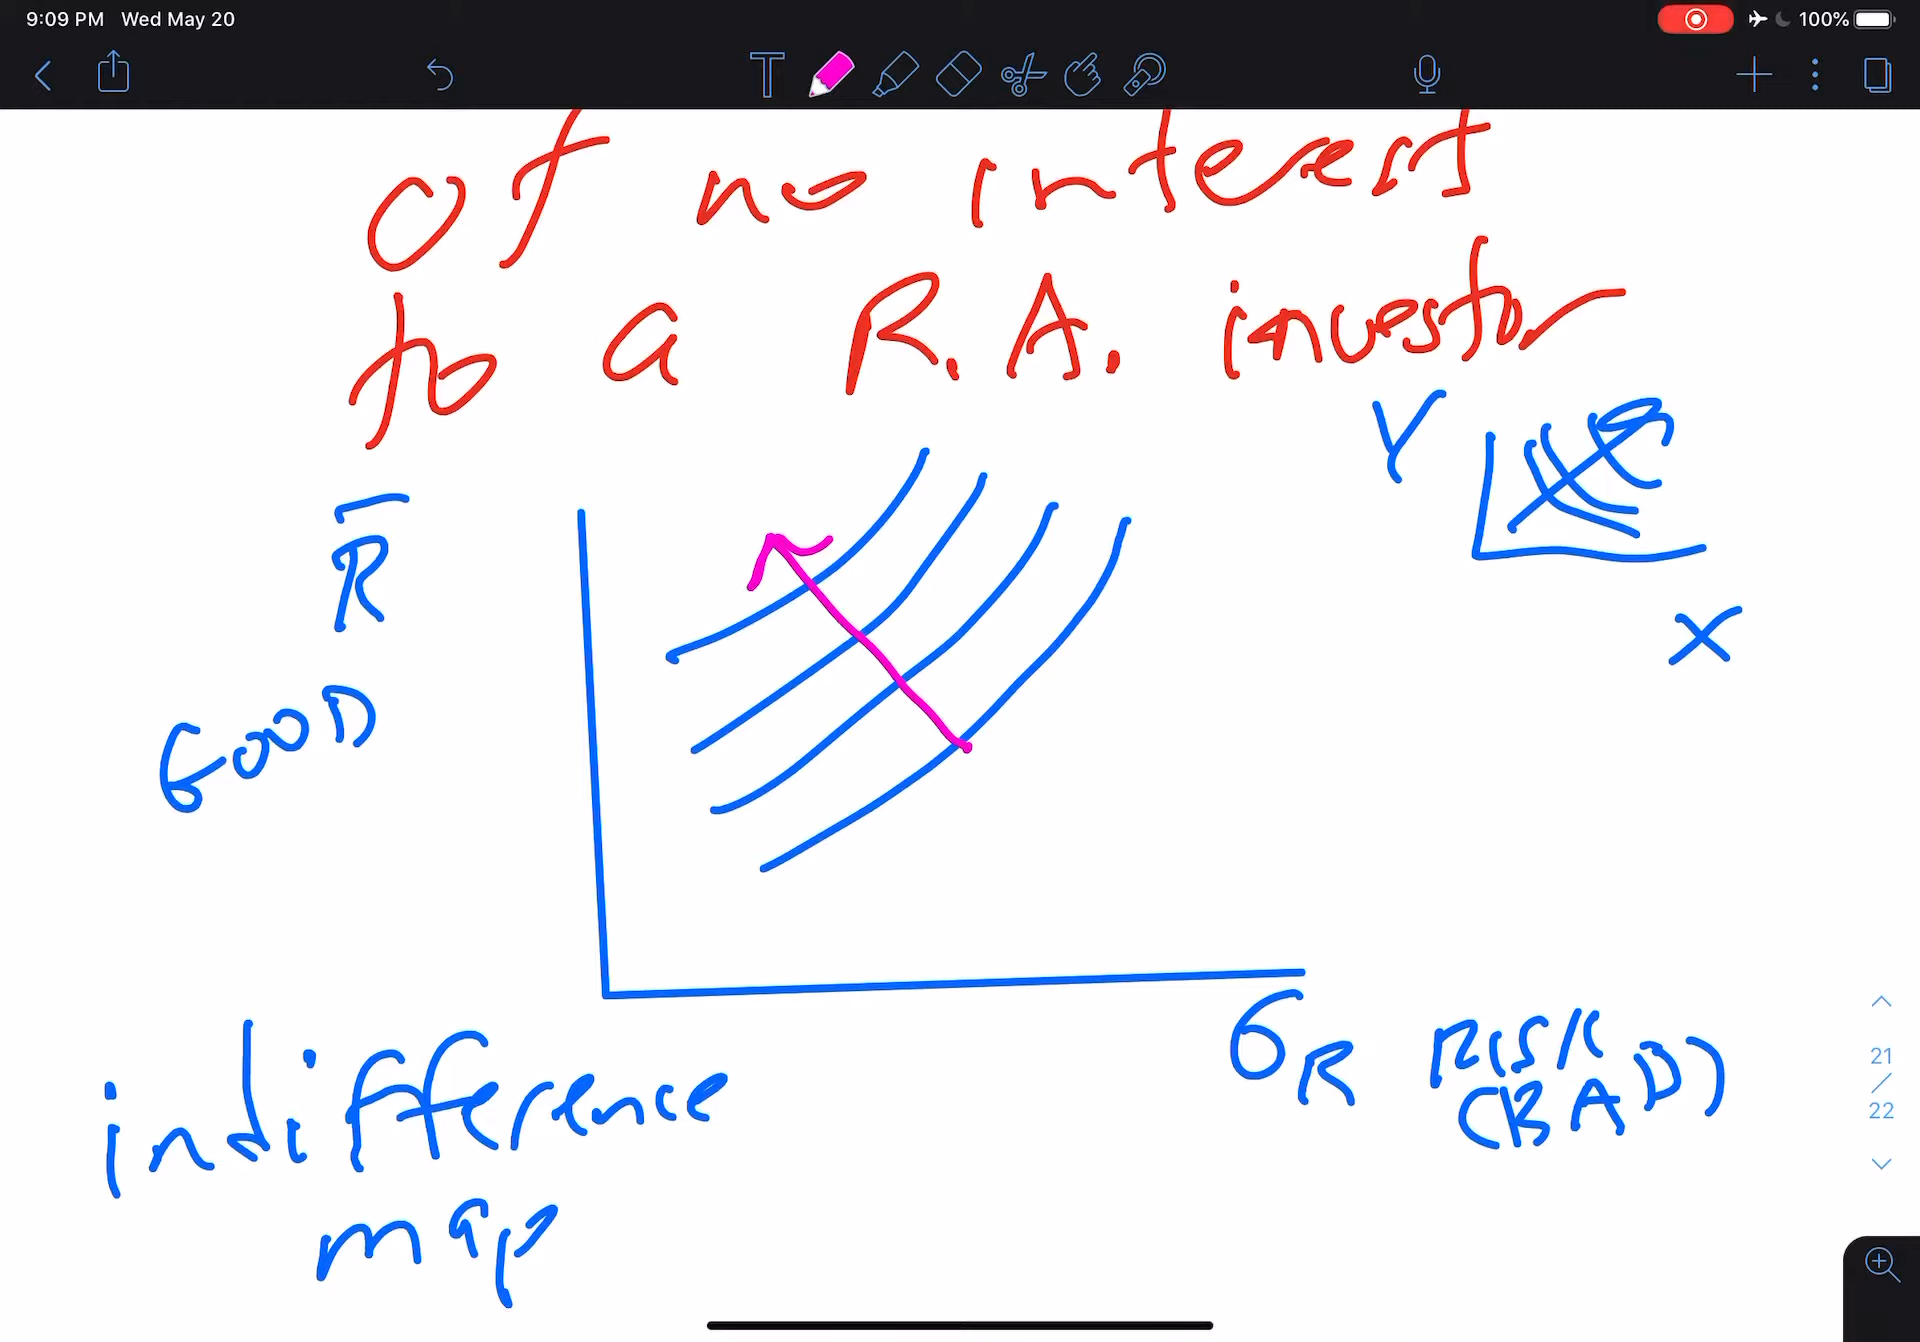 9:09 PM Wed May 20
100%
T
of no interest
to a R.A. investor
Y
R̅
X
GOOD
σR RISK
(BAD)
indifference
map
21
/
22